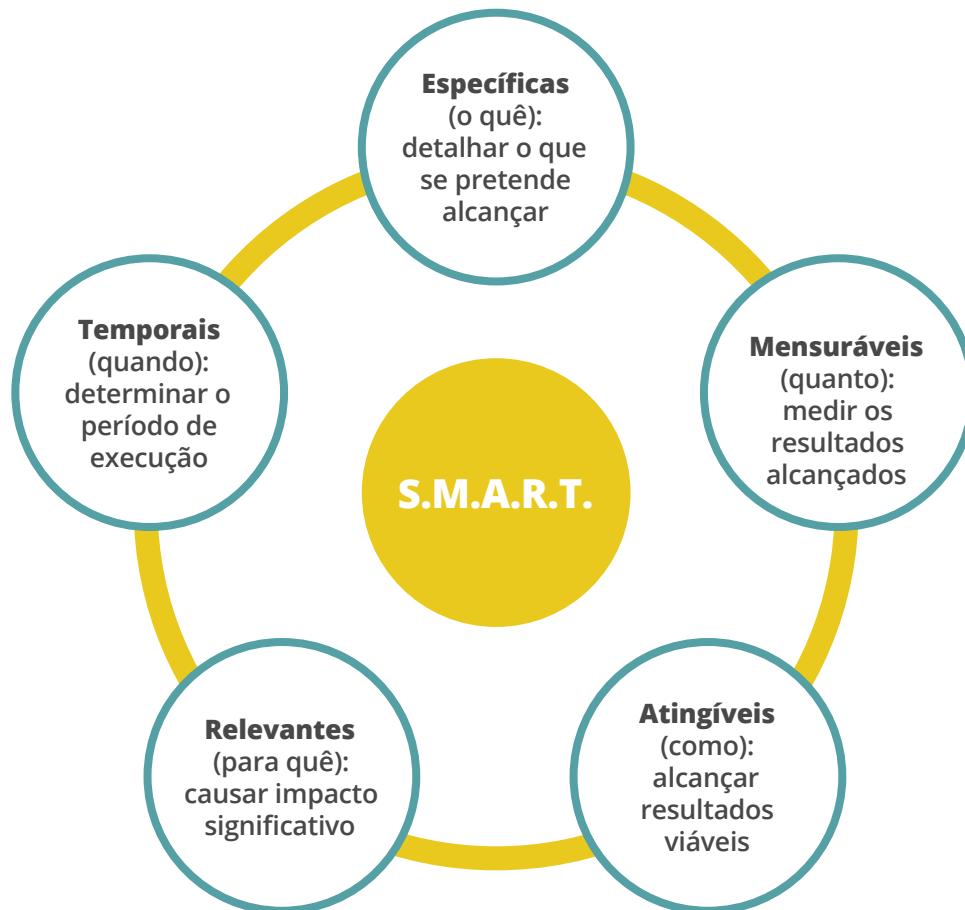 Específicas
(o quê):
detalhar o que
se pretende
alcançar
Mensuráveis
(quanto):
medir os
resultados
alcançados
Atingíveis
(como):
alcançar
resultados
viáveis
Relevantes
(para quê):
causar impacto
significativo
Temporais
(quando):
determinar o
período de
execução
S.M.A.R.T.